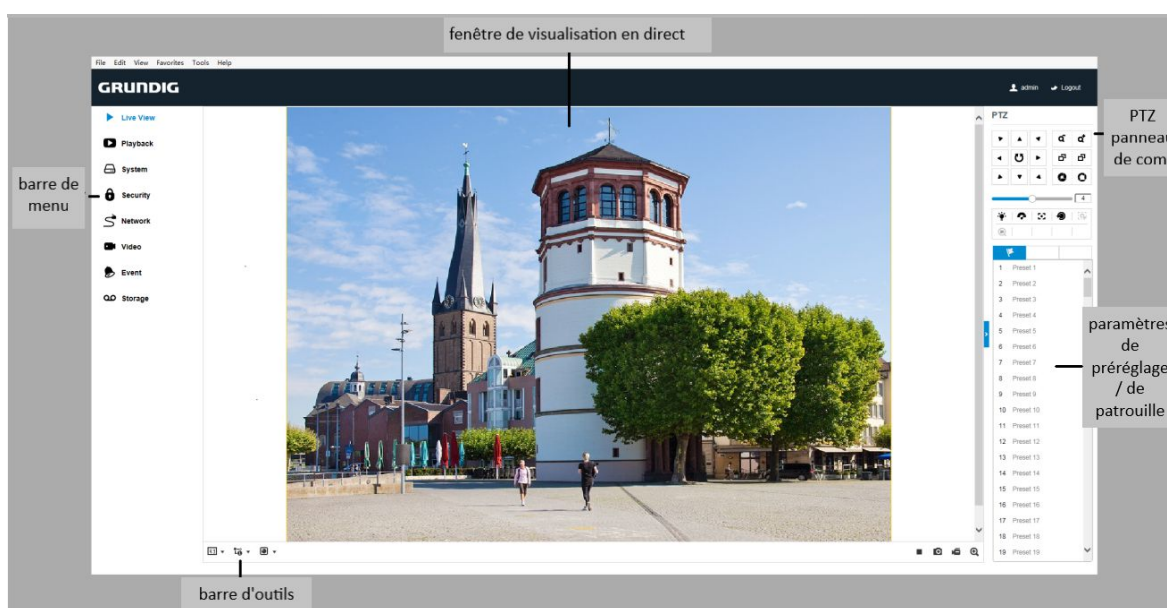 fenêtre de visualisation en direct
File Edit View Favorites Tools Help
GRUNDIG
admin
Logout
Live View
Playback
System
Security
Network
Video
Event
Storage
barre de
menu
PTZ
4
PTZ
panneau
de com
1 Preset 1
2 Preset 2
3 Preset 3
4 Preset 4
5 Preset 5
6 Preset 6
7 Preset 7
8 Preset 8
9 Preset 9
10 Preset 10
11 Preset 11
12 Preset 12
13 Preset 13
14 Preset 14
15 Preset 15
16 Preset 16
17 Preset 17
18 Preset 18
19 Preset 19
paramètres
de
préréglage
/ de
patrouille
barre d'outils